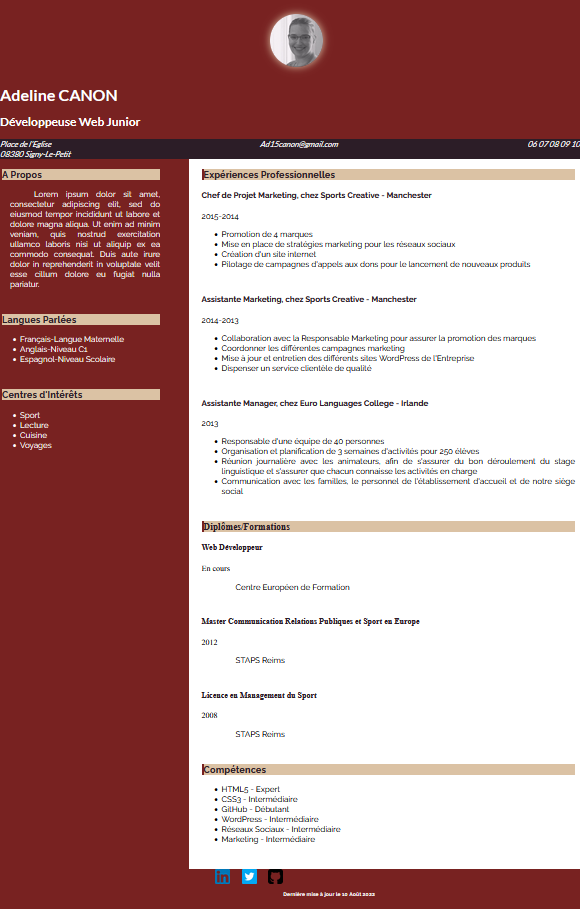 Adeline CANON
Développeuse Web Junior
Place de l'Eglise
08380 Signy-Le-Petit
Ad15canon@gmail.com
06 07 08 09 10
A Propos
Lorem ipsum dolor sit amet,
consectetur adipiscing elit, sed do
eiusmod tempor incididunt ut labore et
dolore magna aliqua. Ut enim ad minim
veniam, quis nostrud exercitation
ullamco laboris nisi ut aliquip ex ea
commodo consequat. Duis aute irure
dolor in reprehenderit in voluptate velit
esse cillum dolore eu fugiat nulla
pariatur.
Langues Parlées
Français-Langue Maternelle
Anglais-Niveau C1
Espagnol-Niveau Scolaire
Centres d'Intérêts
Sport
Lecture
Cuisine
Voyages
Expériences Professionnelles
Chef de Projet Marketing, chez Sports Creative - Manchester
2015-2014
Promotion de 4 marques
Mise en place de stratégies marketing pour les réseaux sociaux
Création d'un site internet
Pilotage de campagnes d'appels aux dons pour le lancement de nouveaux produits
Assistante Marketing, chez Sports Creative - Manchester
2014-2013
Collaboration avec la Responsable Marketing pour assurer la promotion des marques
Coordonner les différentes campagnes marketing
Mise à jour et entretien des différents sites WordPress de l'Entreprise
Dispenser un service clientèle de qualité
Assistante Manager, chez Euro Languages College - Irlande
2013
Responsable d'une équipe de 40 personnes
Organisation et planification de 3 semaines d'activités pour 250 élèves
Réunion journalière avec les animateurs, afin de s'assurer du bon déroulement du stage
linguistique et s'assurer que chacun connaisse les activités en charge
Communication avec les familles, le personnel de l'établissement d'accueil et de notre siège
social
Diplômes/Formations
Web Développeur
En cours
Centre Européen de Formation
Master Communication Relations Publiques et Sport en Europe
2012
STAPS Reims
Licence en Management du Sport
2008
STAPS Reims
Compétences
HTML5 - Expert
CSS3 - Intermédiaire
GitHub - Débutant
WordPress - Intermédiaire
Réseaux Sociaux - Intermédiaire
Marketing - Intermédiaire
Dernière mise à jour le 10 Août 2022